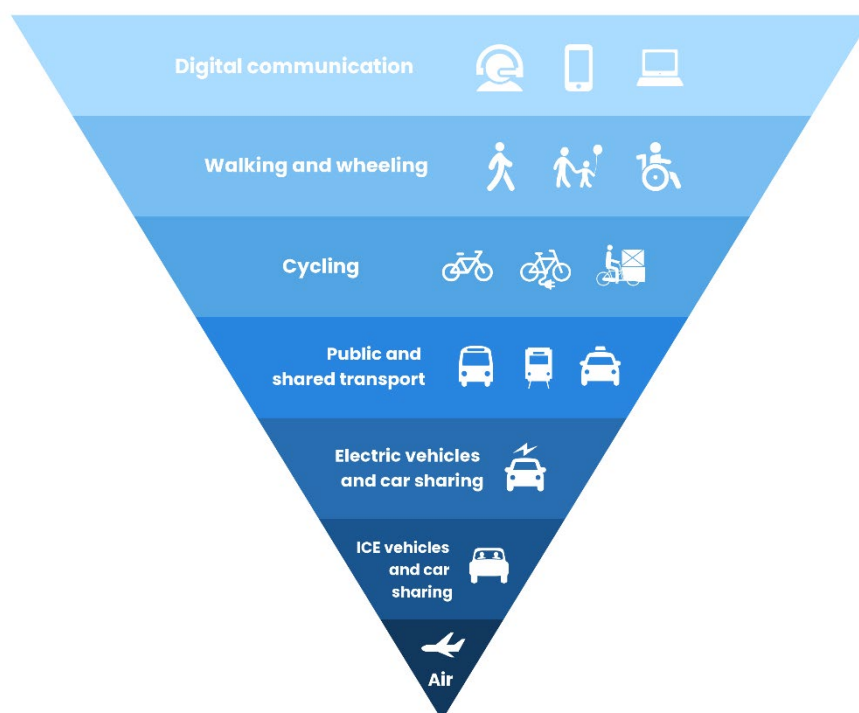 Digital communication
Walking and wheeling
Cycling
Public and
shared transport
Electric vehicles
and car sharing
ICE vehicles
and car
sharing
Air